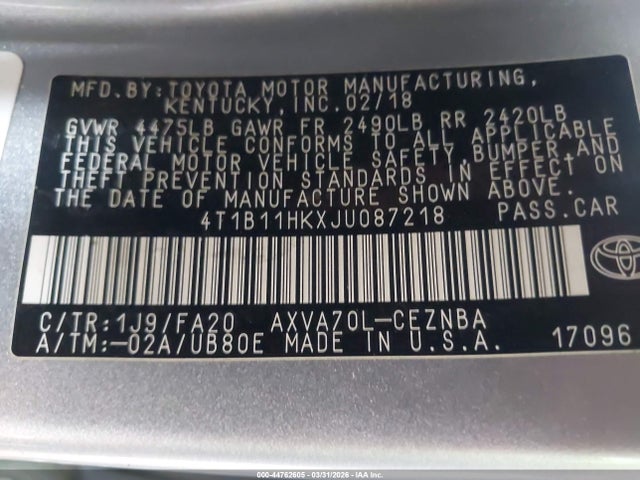 MFD.BY:TOYOTA MOTOR MANUFACTURING,
KENTUCKY, INC. 02/18
GVWR 4475LB GAWR FR 2490LB RR 2420LB
THIS VEHICLE CONFORMS TO ALL APPLICABLE
FEDERAL MOTOR VEHICLE SAFETY, BUMPER, AND
THEFT PREVENTION STANDARDS IN EFFECT ON
THE DATE OF MANUFACTURE SHOWN ABOVE.
4T1B11HKXJU087218 PASS.CAR
C/TR:1J9/FA20 AXVA70L-CEZNBA
A/TM:-02A/UB80E MADE IN U.S.A. 17096
000-44762605 - 03/31/2026 - IAA Inc.